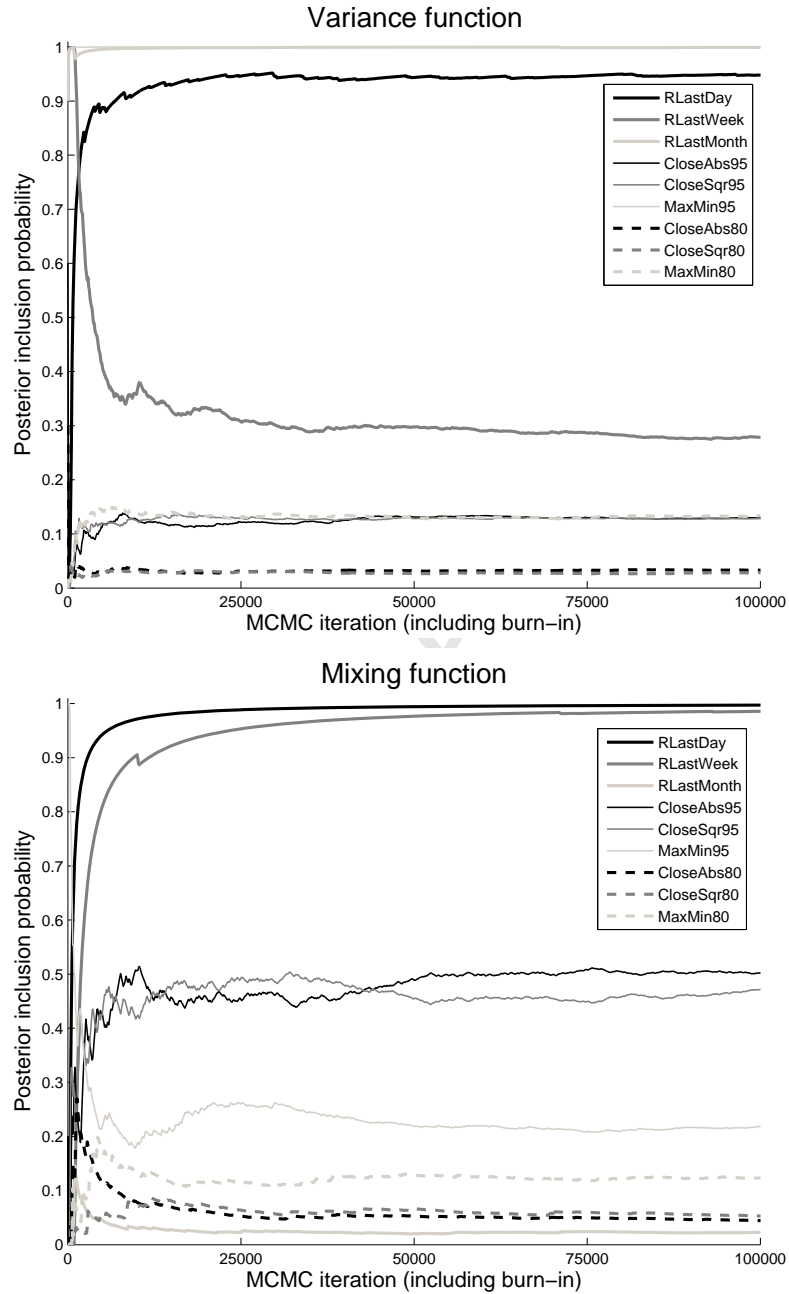 Variance function
1
0.9
0.8
0.7
0.6
0.5
0.4
0.3
0.2
0.1
0
Posterior inclusion probability
RLastDay
RLastWeek
RLastMonth
CloseAbs95
CloseSqr95
MaxMin95
CloseAbs80
CloseSqr80
MaxMin80
0 25000 50000 75000 100000
MCMC iteration (including burn−in)
Mixing function
1
0.9
0.8
0.7
0.6
0.5
0.4
0.3
0.2
0.1
0
Posterior inclusion probability
RLastDay
RLastWeek
RLastMonth
CloseAbs95
CloseSqr95
MaxMin95
CloseAbs80
CloseSqr80
MaxMin80
0 25000 50000 75000 100000
MCMC iteration (including burn−in)